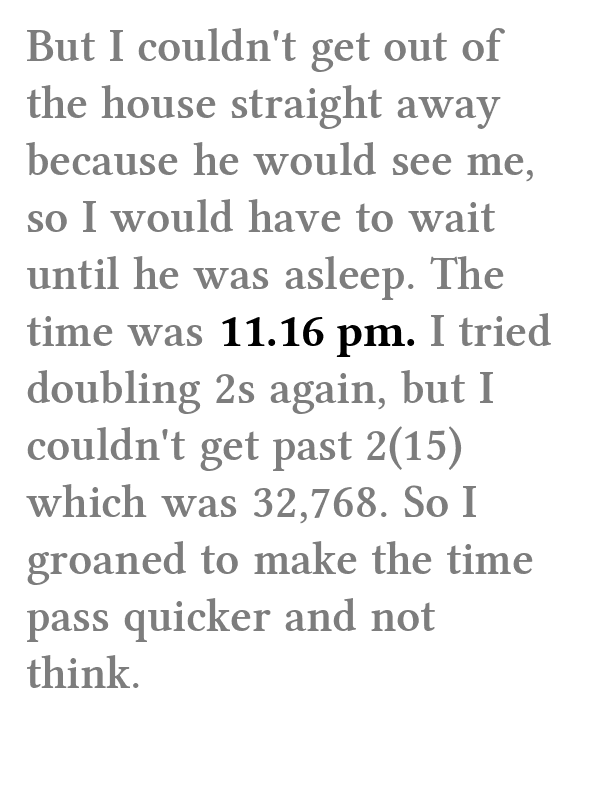 But I couldn't get out of
the house straight away
because he would see me,
so I would have to wait
until he was asleep. The
time was 11.16 pm. I tried
doubling 2s again, but I
couldn't get past 2(15)
which was 32,768. So I
groaned to make the time
pass quicker and not
think.